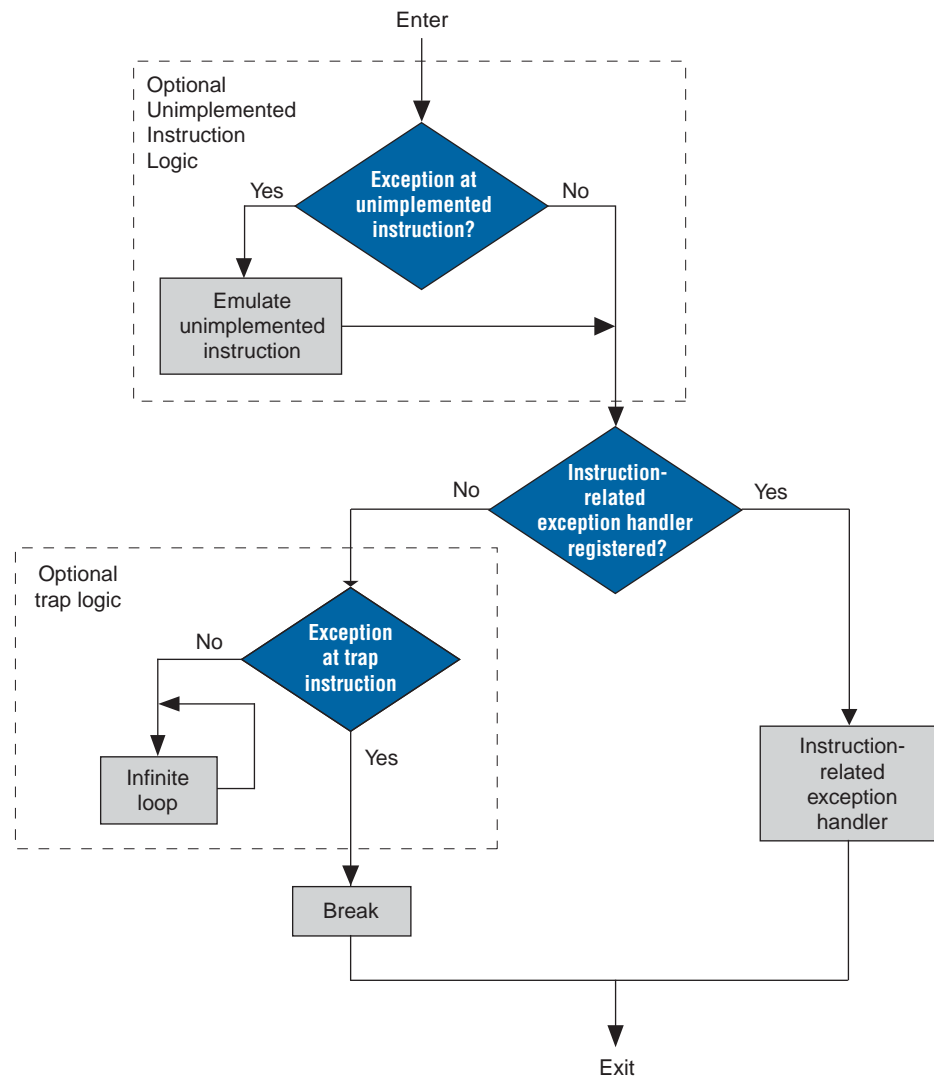 Enter
Optional
Unimplemented
Instruction
Logic
Exception at
unimplemented
instruction?
Yes
No
Emulate
unimplemented
instruction
Instruction-
related
exception handler
registered?
No
Yes
Optional
trap logic
Exception
at trap
instruction
No
Yes
Infinite
loop
Instruction-
related
exception
handler
Break
Exit